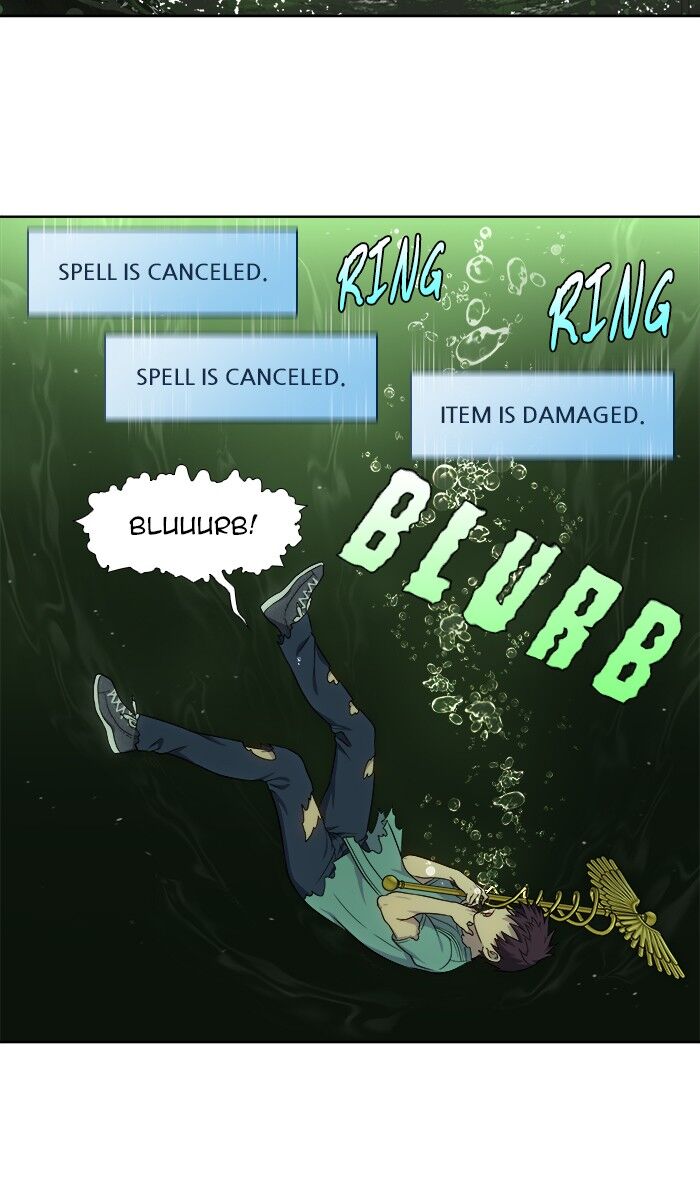 SPELL IS CANCELED.
RING
RING
SPELL IS CANCELED.
ITEM IS DAMAGED.
BLUUURB!
BLURB